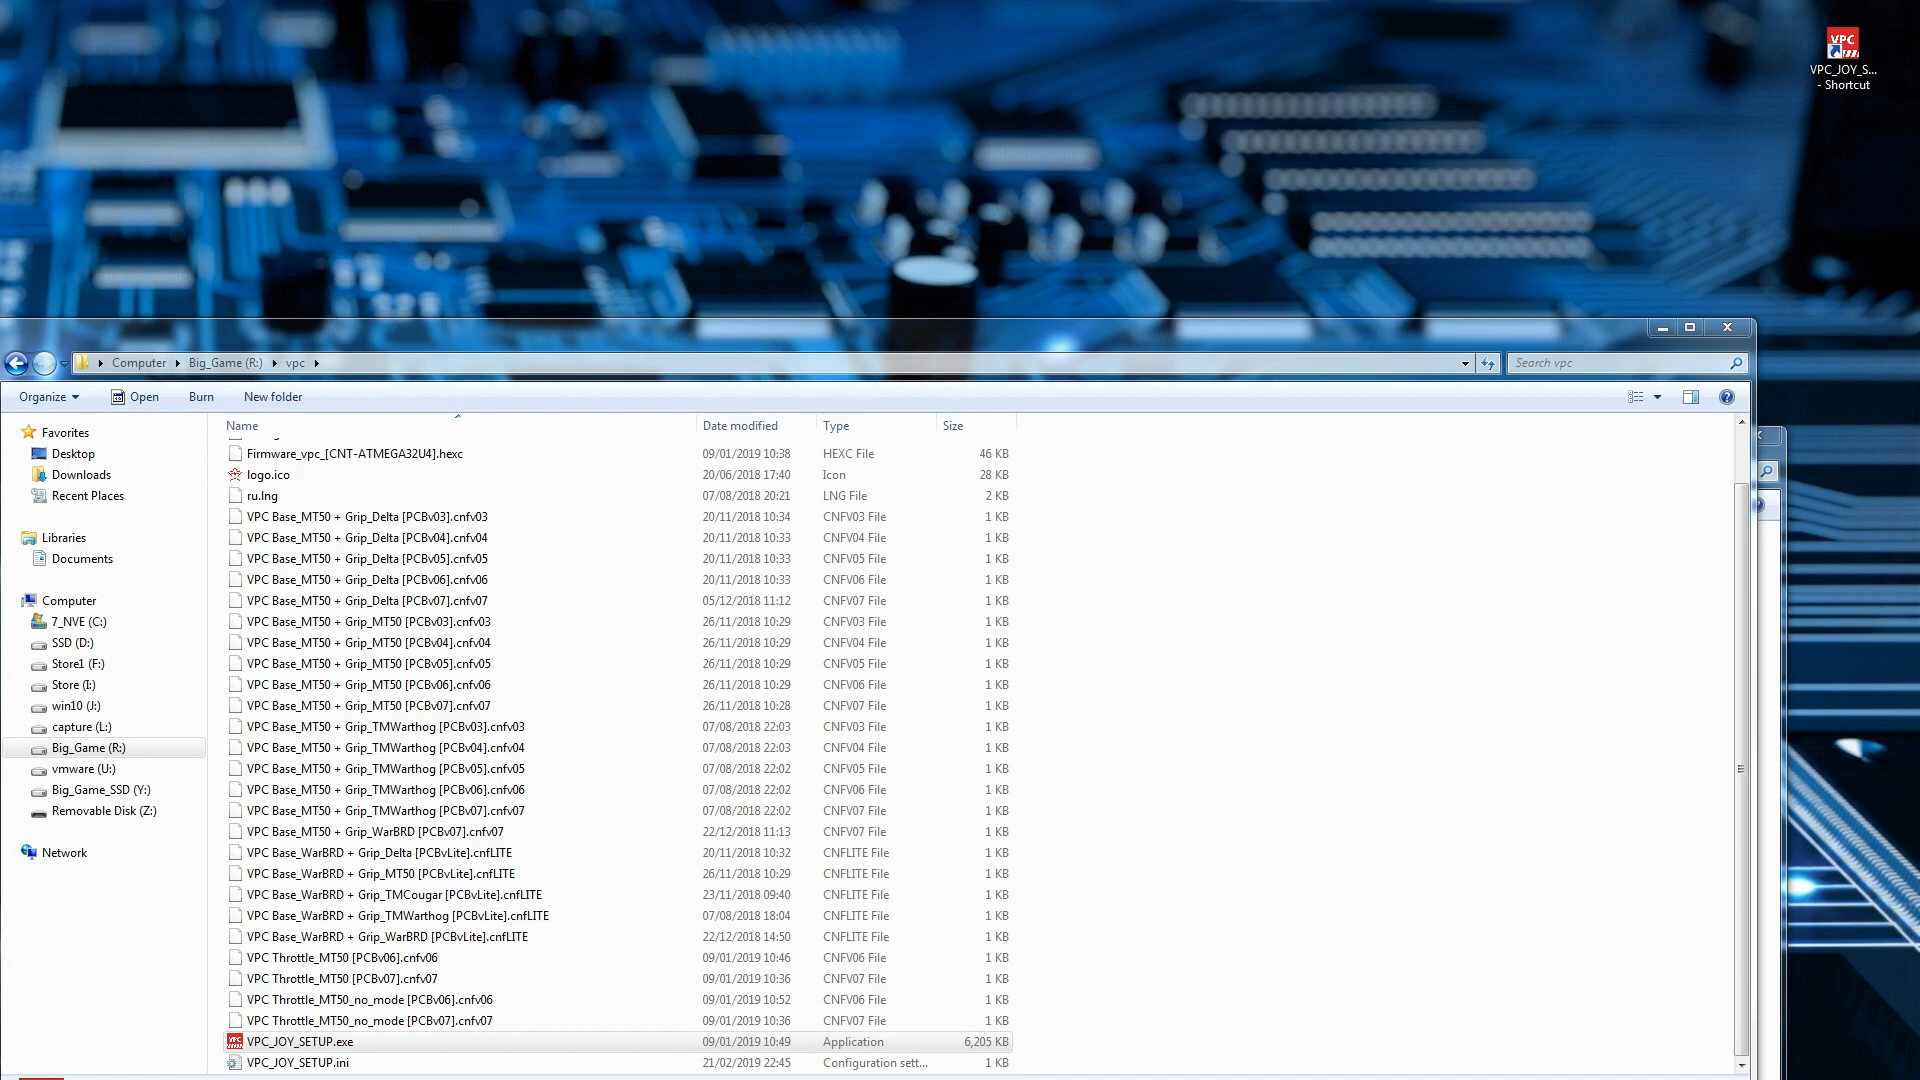 VPC
VPC_JOY_S...
- Shortcut
Computer Big_Game (R:) vpc
Search vpc
Organize Open Burn New folder
Name Date modified Type Size
Favorites
Desktop
Downloads
Recent Places
Libraries
Documents
Computer
7_NVE (C:)
SSD (D:)
Store1 (F:)
Store (I:)
win10 (J:)
capture (L:)
Big_Game (R:)
vmware (U:)
Big_Game_SSD (Y:)
Removable Disk (Z:)
Network
Firmware_vpc_[CNT-ATMEGA32U4].hexc 09/01/2019 10:38 HEXC File 46 KB
logo.ico 20/06/2018 17:40 Icon 28 KB
ru.lng 07/08/2018 20:21 LNG File 2 KB
VPC Base_MT50 + Grip_Delta [PCBv03].cnfv03 20/11/2018 10:34 CNFV03 File 1 KB
VPC Base_MT50 + Grip_Delta [PCBv04].cnfv04 20/11/2018 10:33 CNFV04 File 1 KB
VPC Base_MT50 + Grip_Delta [PCBv05].cnfv05 20/11/2018 10:33 CNFV05 File 1 KB
VPC Base_MT50 + Grip_Delta [PCBv06].cnfv06 20/11/2018 10:33 CNFV06 File 1 KB
VPC Base_MT50 + Grip_Delta [PCBv07].cnfv07 05/12/2018 11:12 CNFV07 File 1 KB
VPC Base_MT50 + Grip_MT50 [PCBv03].cnfv03 26/11/2018 10:29 CNFV03 File 1 KB
VPC Base_MT50 + Grip_MT50 [PCBv04].cnfv04 26/11/2018 10:29 CNFV04 File 1 KB
VPC Base_MT50 + Grip_MT50 [PCBv05].cnfv05 26/11/2018 10:29 CNFV05 File 1 KB
VPC Base_MT50 + Grip_MT50 [PCBv06].cnfv06 26/11/2018 10:29 CNFV06 File 1 KB
VPC Base_MT50 + Grip_MT50 [PCBv07].cnfv07 26/11/2018 10:28 CNFV07 File 1 KB
VPC Base_MT50 + Grip_TMWarthog [PCBv03].cnfv03 07/08/2018 22:03 CNFV03 File 1 KB
VPC Base_MT50 + Grip_TMWarthog [PCBv04].cnfv04 07/08/2018 22:03 CNFV04 File 1 KB
VPC Base_MT50 + Grip_TMWarthog [PCBv05].cnfv05 07/08/2018 22:02 CNFV05 File 1 KB
VPC Base_MT50 + Grip_TMWarthog [PCBv06].cnfv06 07/08/2018 22:02 CNFV06 File 1 KB
VPC Base_MT50 + Grip_TMWarthog [PCBv07].cnfv07 07/08/2018 22:02 CNFV07 File 1 KB
VPC Base_MT50 + Grip_WarBRD [PCBv07].cnfv07 22/12/2018 11:13 CNFV07 File 1 KB
VPC Base_WarBRD + Grip_Delta [PCBvLite].cnfLITE 20/11/2018 10:32 CNFLITE File 1 KB
VPC Base_WarBRD + Grip_MT50 [PCBvLite].cnfLITE 26/11/2018 10:29 CNFLITE File 1 KB
VPC Base_WarBRD + Grip_TMCougar [PCBvLite].cnfLITE 23/11/2018 09:40 CNFLITE File 1 KB
VPC Base_WarBRD + Grip_TMWarthog [PCBvLite].cnfLITE 07/08/2018 18:04 CNFLITE File 1 KB
VPC Base_WarBRD + Grip_WarBRD [PCBvLite].cnfLITE 22/12/2018 14:50 CNFLITE File 1 KB
VPC Throttle_MT50 [PCBv06].cnfv06 09/01/2019 10:46 CNFV06 File 1 KB
VPC Throttle_MT50 [PCBv07].cnfv07 09/01/2019 10:36 CNFV07 File 1 KB
VPC Throttle_MT50_no_mode [PCBv06].cnfv06 09/01/2019 10:52 CNFV06 File 1 KB
VPC Throttle_MT50_no_mode [PCBv07].cnfv07 09/01/2019 10:36 CNFV07 File 1 KB
VPC_JOY_SETUP.exe 09/01/2019 10:49 Application 6,205 KB
VPC_JOY_SETUP.ini 21/02/2019 22:45 Configuration sett... 1 KB